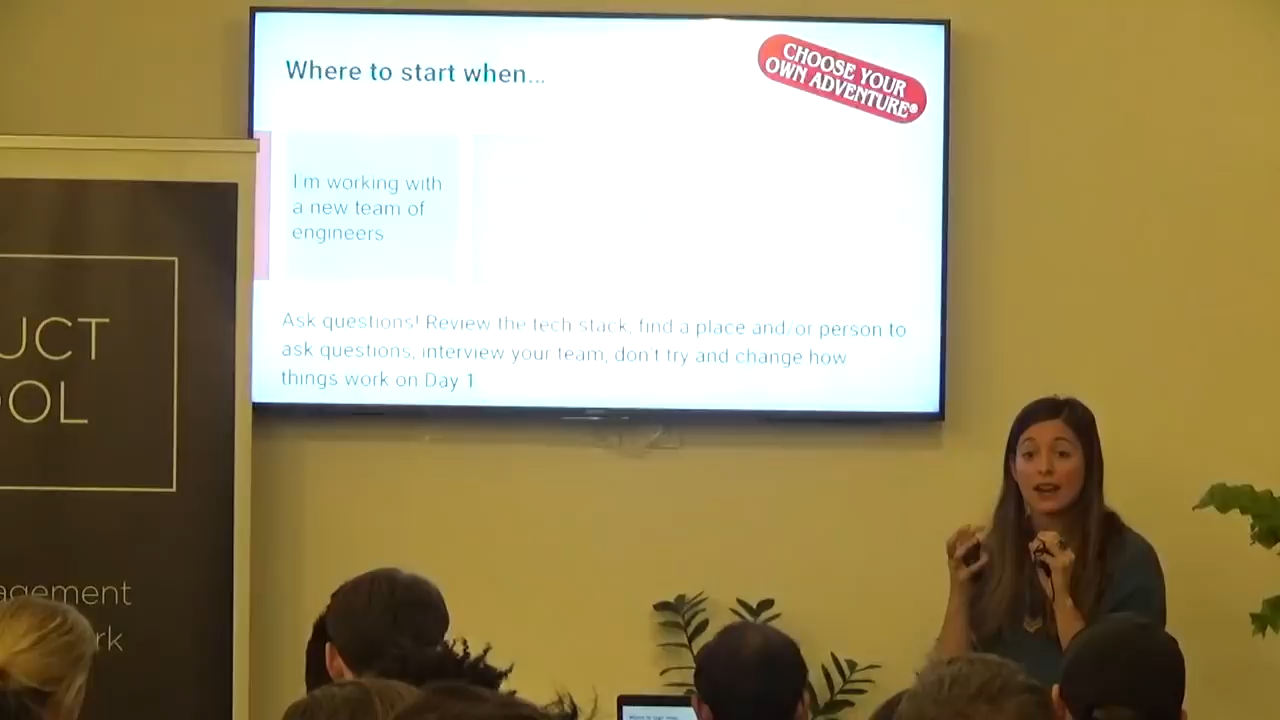 Where to start when...
CHOOSE YOUR
OWN ADVENTURE®
I'm working with
a new team of
engineers
Ask questions! Review the tech stack, find a place and/or person to
ask questions, interview your team, don't try and change how
things work on Day 1
UCT
OOL
agement
rk